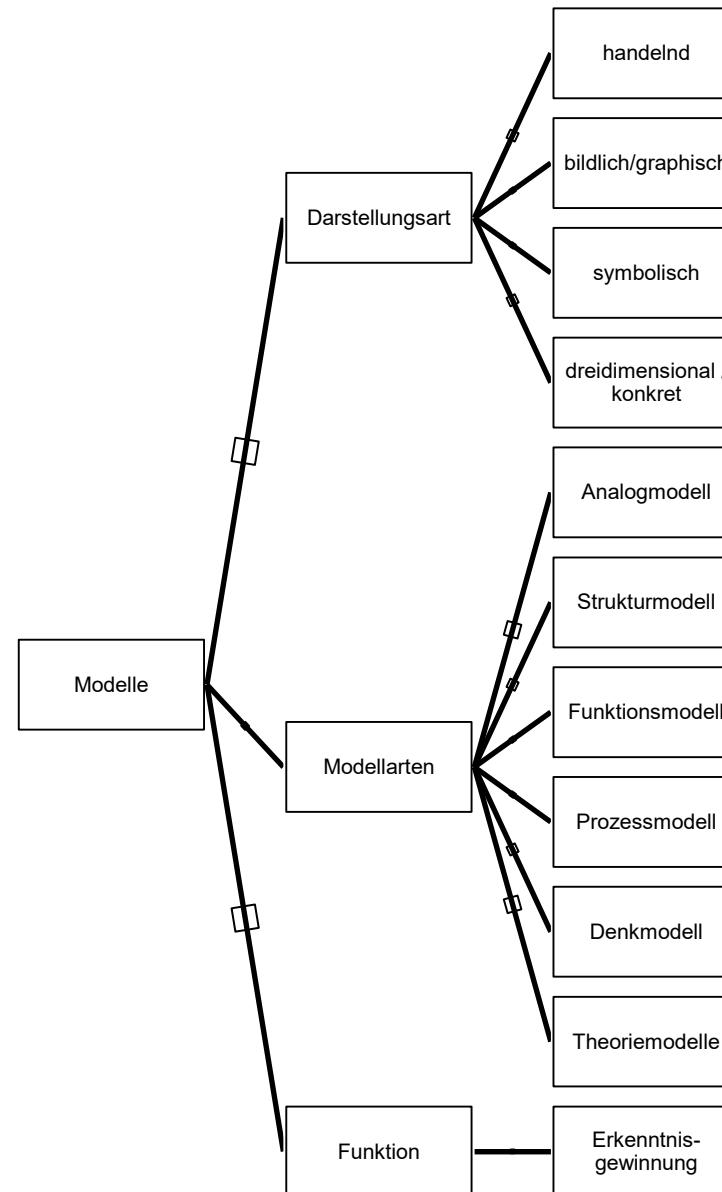 handelnd
bildlich/graphisch
Darstellungsart
symbolisch
dreidimensional /
konkret
Analogmodell
Strukturmodell
Modelle
Funktionsmodell
Modellarten
Prozessmodell
Denkmodell
Theoriemodelle
Funktion
Erkenntnis-
gewinnung